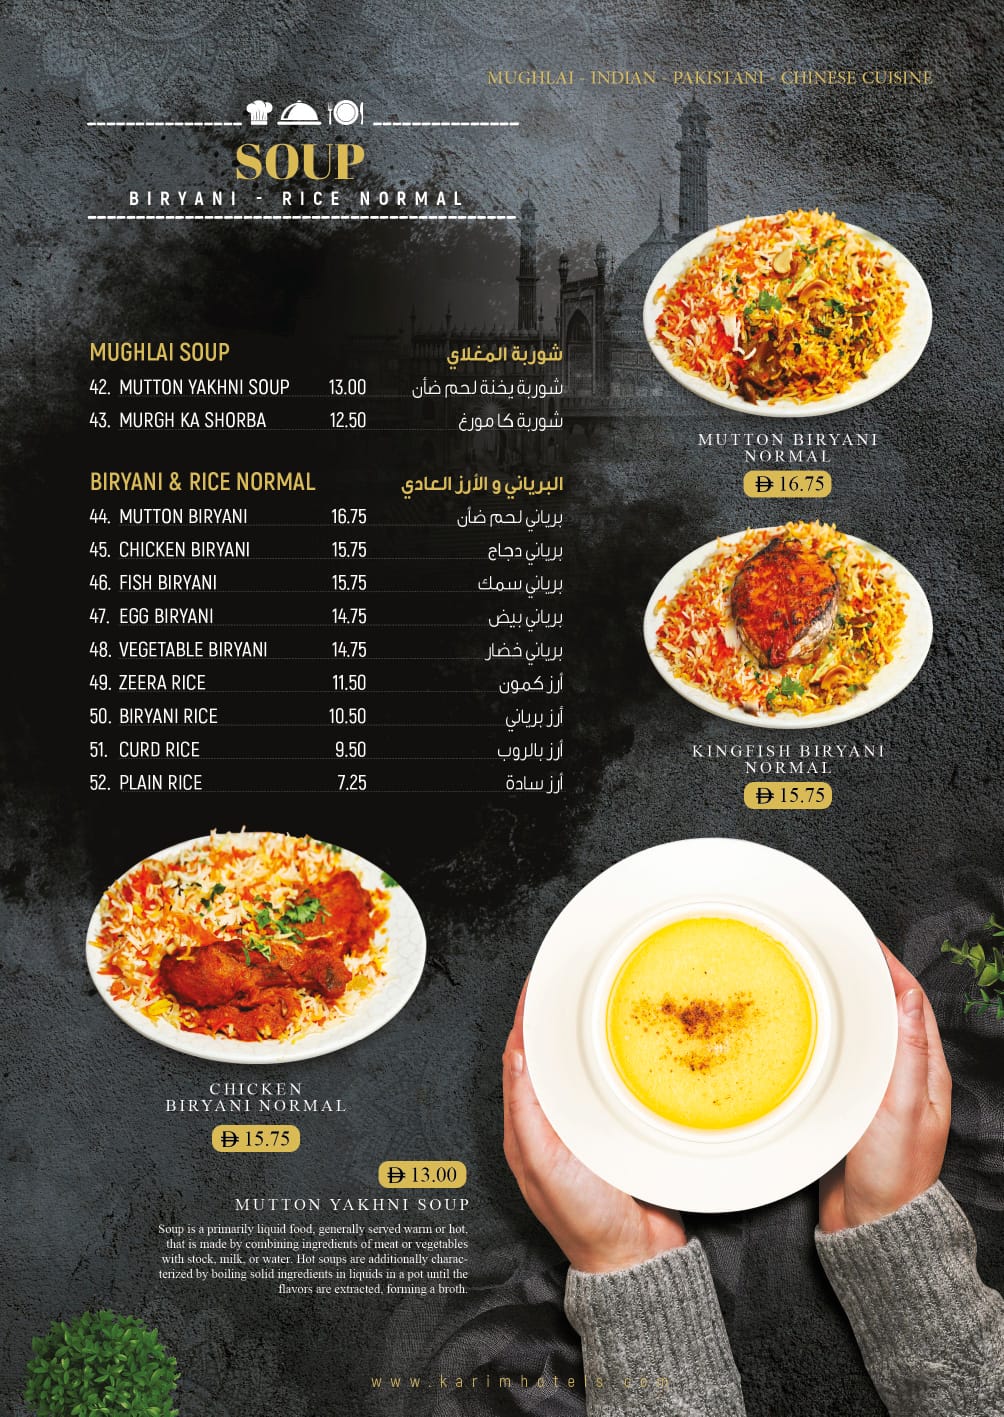 MUGHLAI - INDIAN - PAKISTANI - CHINESE CUISINE
SOUP
BIRYANI - RICE NORMAL
MUGHLAI SOUP شوربة المغلاي
42. MUTTON YAKHNI SOUP 13.00 شوربة يخنة لحم ضأن
43. MURGH KA SHORBA 12.50 شوربة كا مورغ
BIRYANI & RICE NORMAL البرياني و الأرز العادي
44. MUTTON BIRYANI 16.75 برياني لحم ضأن
45. CHICKEN BIRYANI 15.75 برياني دجاج
46. FISH BIRYANI 15.75 برياني سمك
47. EGG BIRYANI 14.75 برياني بيض
48. VEGETABLE BIRYANI 14.75 برياني خضار
49. ZEERA RICE 11.50 أرز كمون
50. BIRYANI RICE 10.50 أرز برياني
51. CURD RICE 9.50 أرز بالروب
52. PLAIN RICE 7.25 أرز سادة
MUTTON BIRYANI
NORMAL
16.75
KINGFISH BIRYANI
NORMAL
15.75
CHICKEN
BIRYANI NORMAL
15.75
13.00
MUTTON YAKHNI SOUP
Soup is a primarily liquid food, generally served warm or hot,
that is made by combining ingredients of meat or vegetables
with stock, milk, or water. Hot soups are additionally charac-
terized by boiling solid ingredients in liquids in a pot until the
flavors are extracted, forming a broth.
www.karimhotels.com